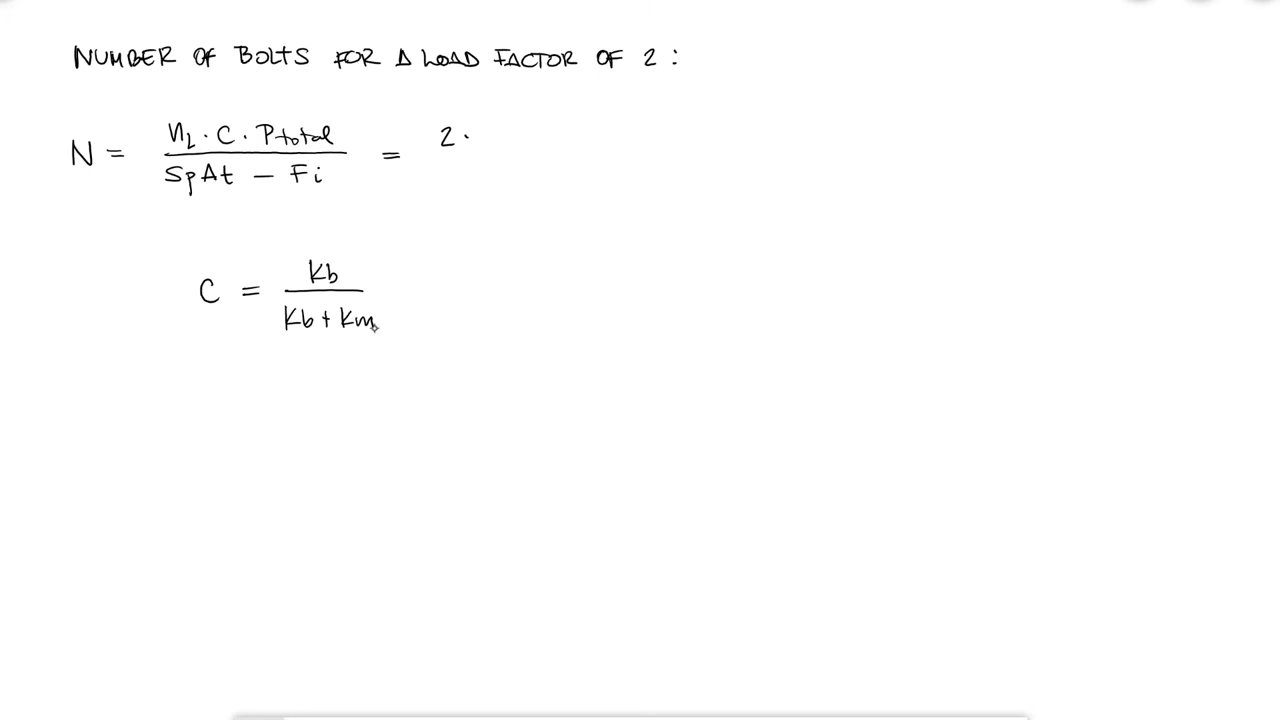 NUMBER OF BOLTS FOR A LOAD FACTOR OF 2 :
N = nL · C · Ptotal / SpAt − Fi = 2 ·
C = Kb / Kb + Km